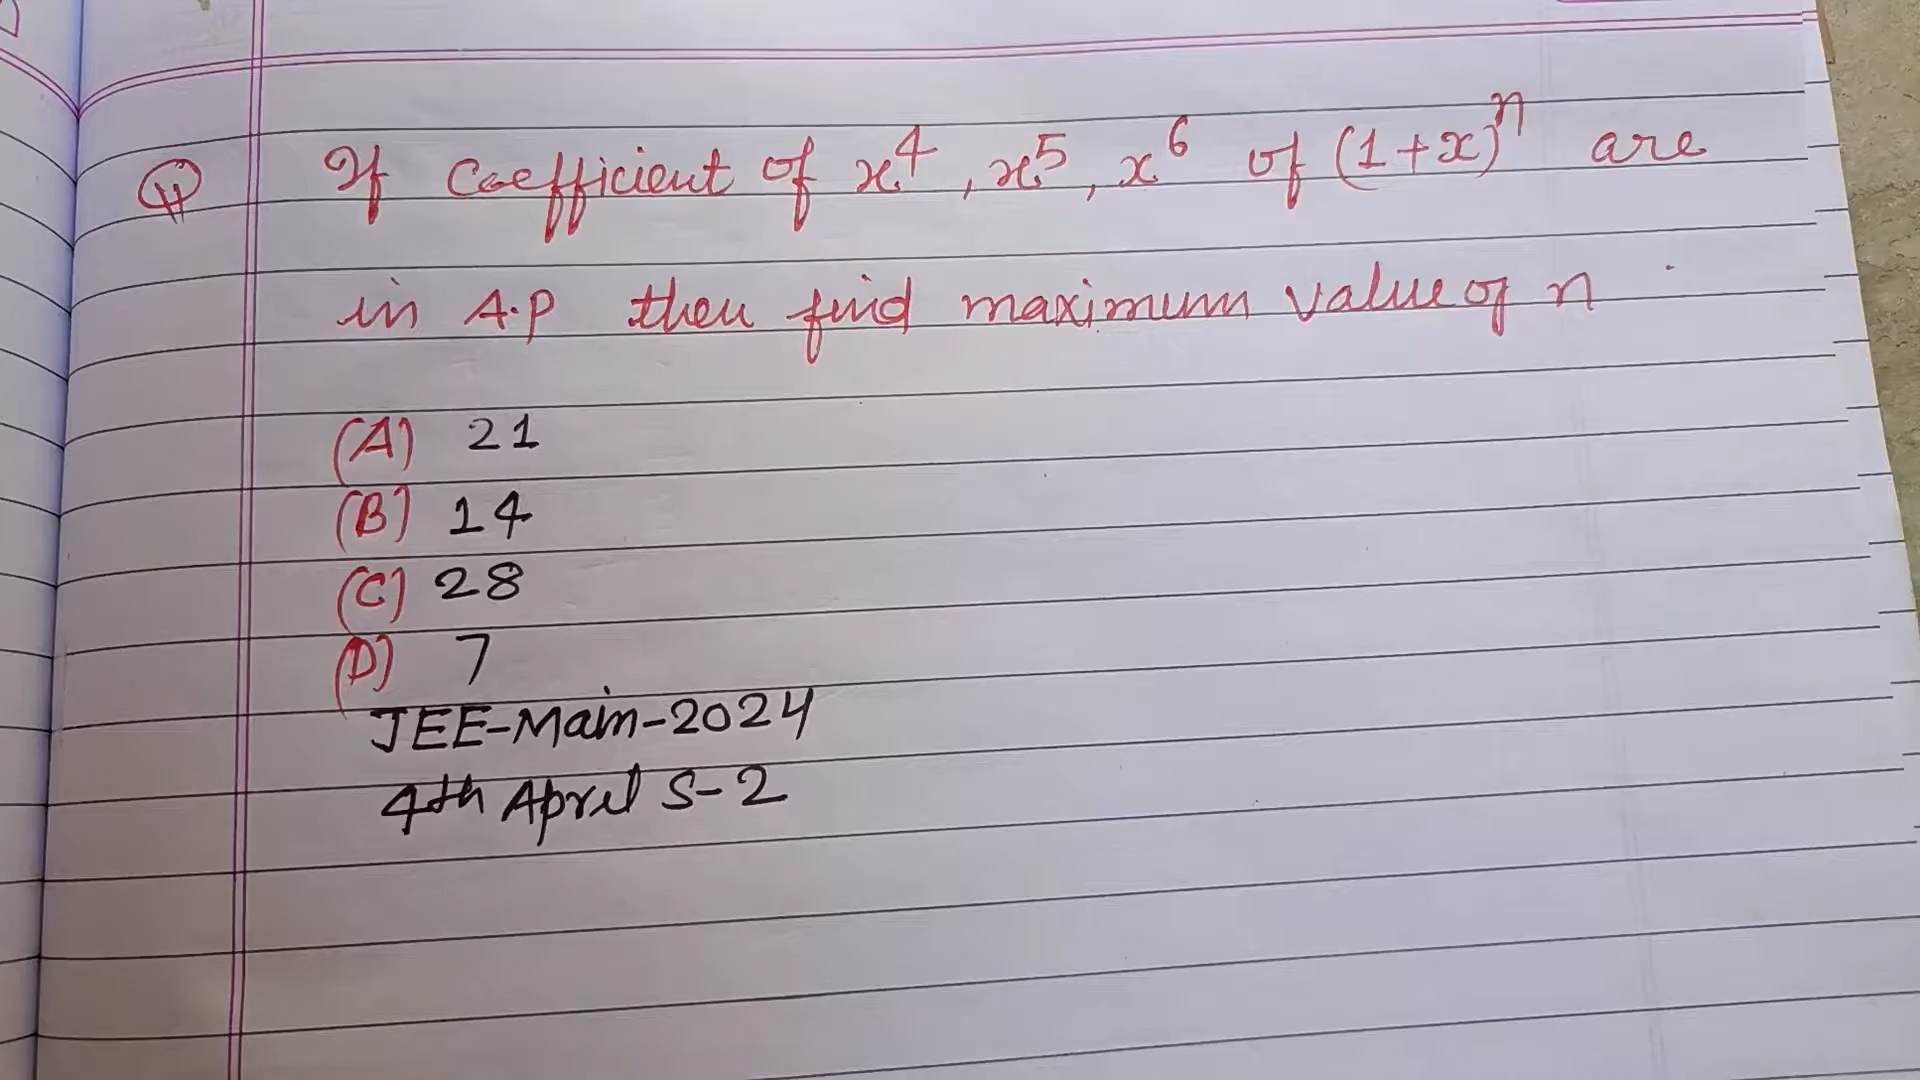 Q If Coefficient of x⁴, x⁵, x⁶ of (1+x)ⁿ are
in A.P then find maximum value of n
(A) 21
(B) 14
(C) 28
(D) 7
JEE-Main-2024
4th April S-2